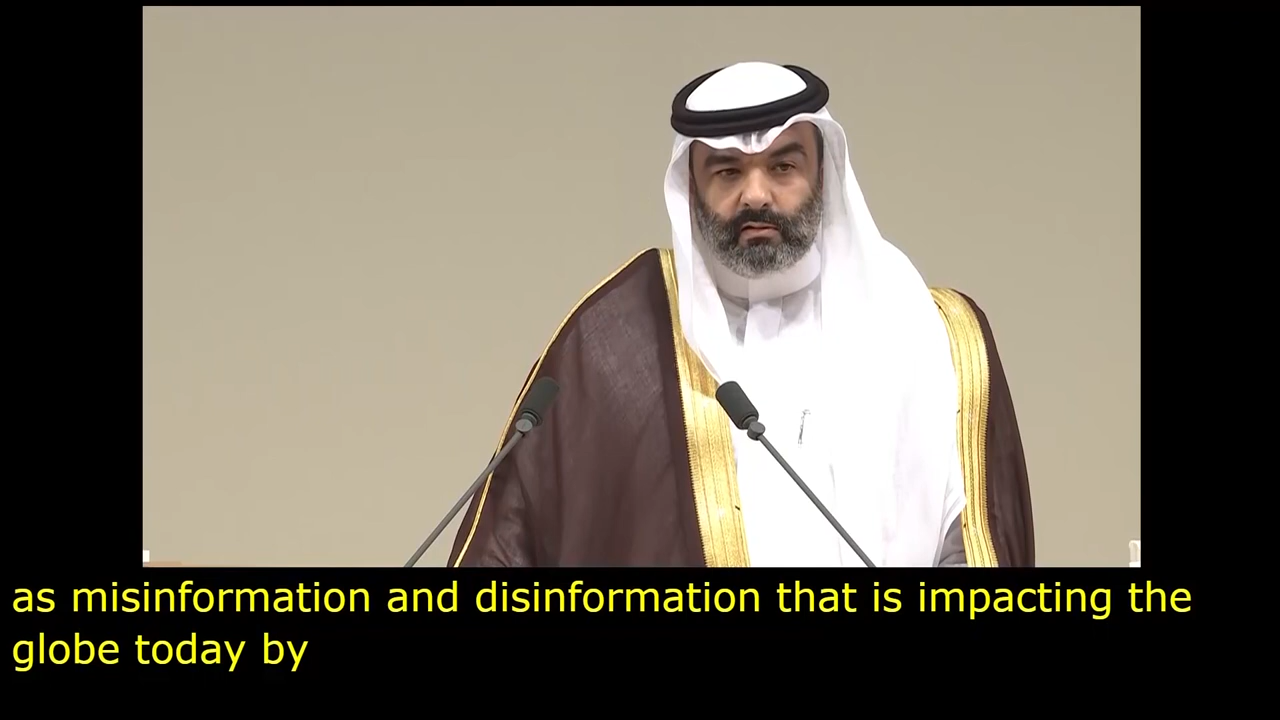 as misinformation and disinformation that is impacting the
globe today by